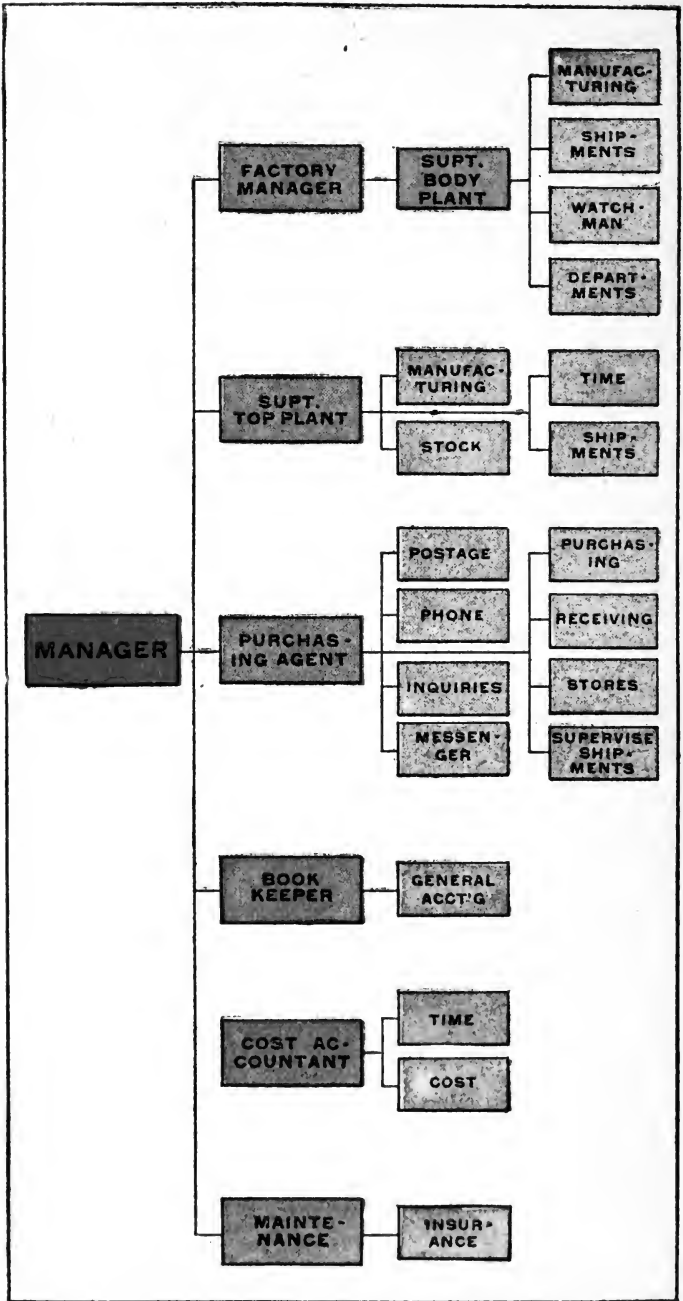 MANUFAC-
TURING
SHIP-
MENTS
WATCH-
MAN
DEPART-
MENTS
FACTORY
MANAGER
SUPT.
BODY
PLANT
SUPT.
TOP PLANT
MANUFAC-
TURING
STOCK
TIME
SHIP-
MENTS
MANAGER
PURCHAS-
ING AGENT
POSTAGE
PHONE
INQUIRIES
MESSEN-
GER
PURCHAS-
ING
RECEIVING
STORES
SUPERVISE
SHIP-
MENTS
BOOK
KEEPER
GENERAL
ACCT'G
COST AC-
COUNTANT
TIME
COST
MAINTE-
NANCE
INSUR-
ANCE